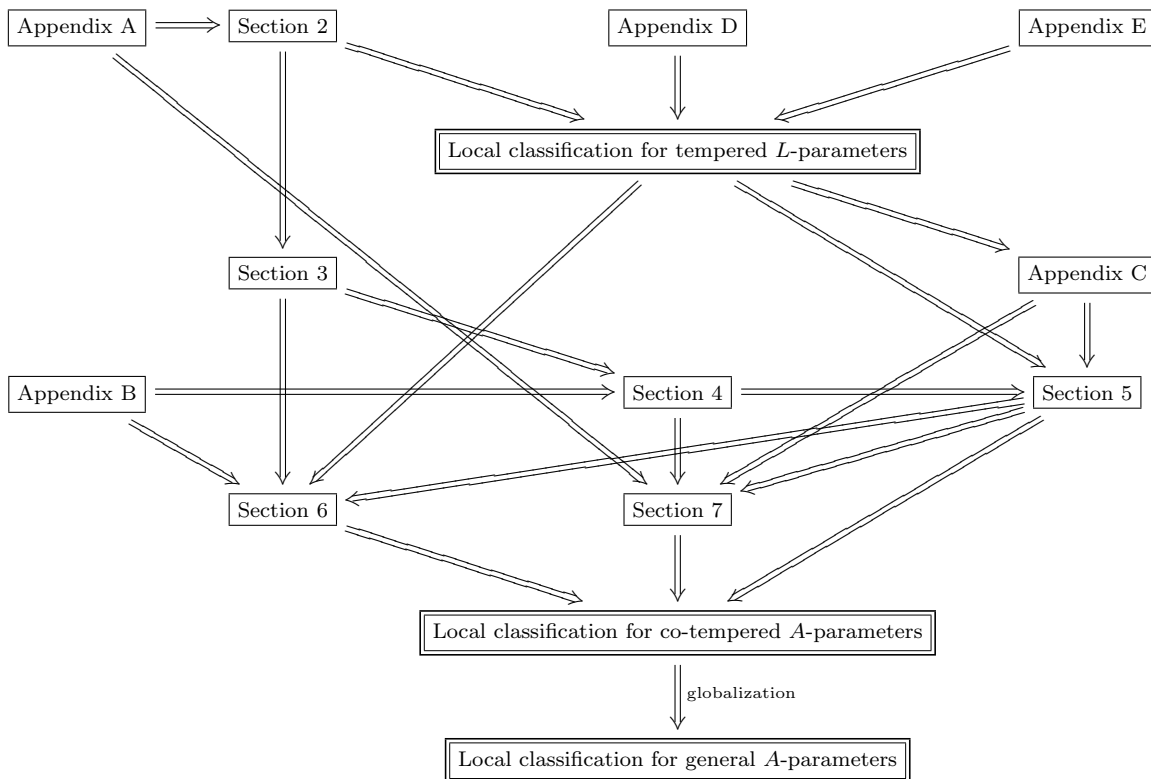 Appendix A
Section 2
Appendix D
Appendix E
Local classification for tempered L-parameters
Section 3
Appendix C
Appendix B
Section 4
Section 5
Section 6
Section 7
Local classification for co-tempered A-parameters
globalization
Local classification for general A-parameters